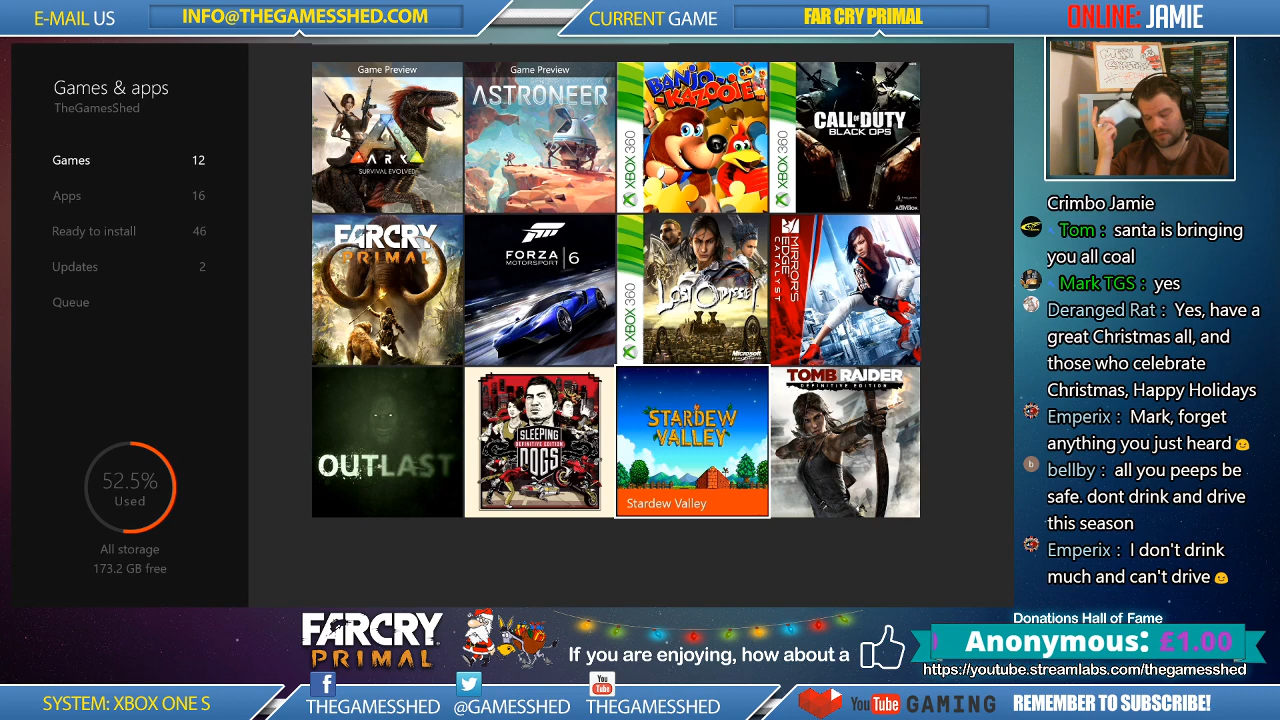 E-MAIL US
INFO@THEGAMESSHED.COM
CURRENT GAME
FAR CRY PRIMAL
ONLINE: JAMIE
Games & apps
TheGamesShed
Games 12
Apps 16
Ready to install 46
Updates 2
Queue
52.5%
Used
All storage
173.2 GB free
Game Preview
ARK
SURVIVAL EVOLVED
Game Preview
ASTRONEER
XBOX 360
BANJO
KAZOOIE
XBOX 360
CALL OF DUTY
BLACK OPS
ACTIVISION
FARCRY
PRIMAL
FORZA
MOTORSPORT 6
XBOX 360
LOST ODYSSEY
Microsoft
MIRROR'S
EDGE
CATALYST
OUTLAST
SLEEPING
DEFINITIVE EDITION
DOGS
STARDEW
VALLEY
Stardew Valley
TOMB RAIDER
DEFINITIVE EDITION
Crimbo Jamie
Tom : santa is bringing
you all coal
Mark TGS : yes
Deranged Rat : Yes, have a
great Christmas all, and
those who celebrate
Christmas, Happy Holidays
Emperix : Mark, forget
anything you just heard
b
bellby : all you peeps be
safe. dont drink and drive
this season
Emperix : I don't drink
much and can't drive
FARCRY
PRIMAL
If you are enjoying, how about a
Donations Hall of Fame
Anonymous: £1.00
https://youtube.streamlabs.com/thegamesshed
SYSTEM: XBOX ONE S
f
THEGAMESSHED
@GAMESSHED
You
Tube
THEGAMESSHED
YouTube GAMING
REMEMBER TO SUBSCRIBE!